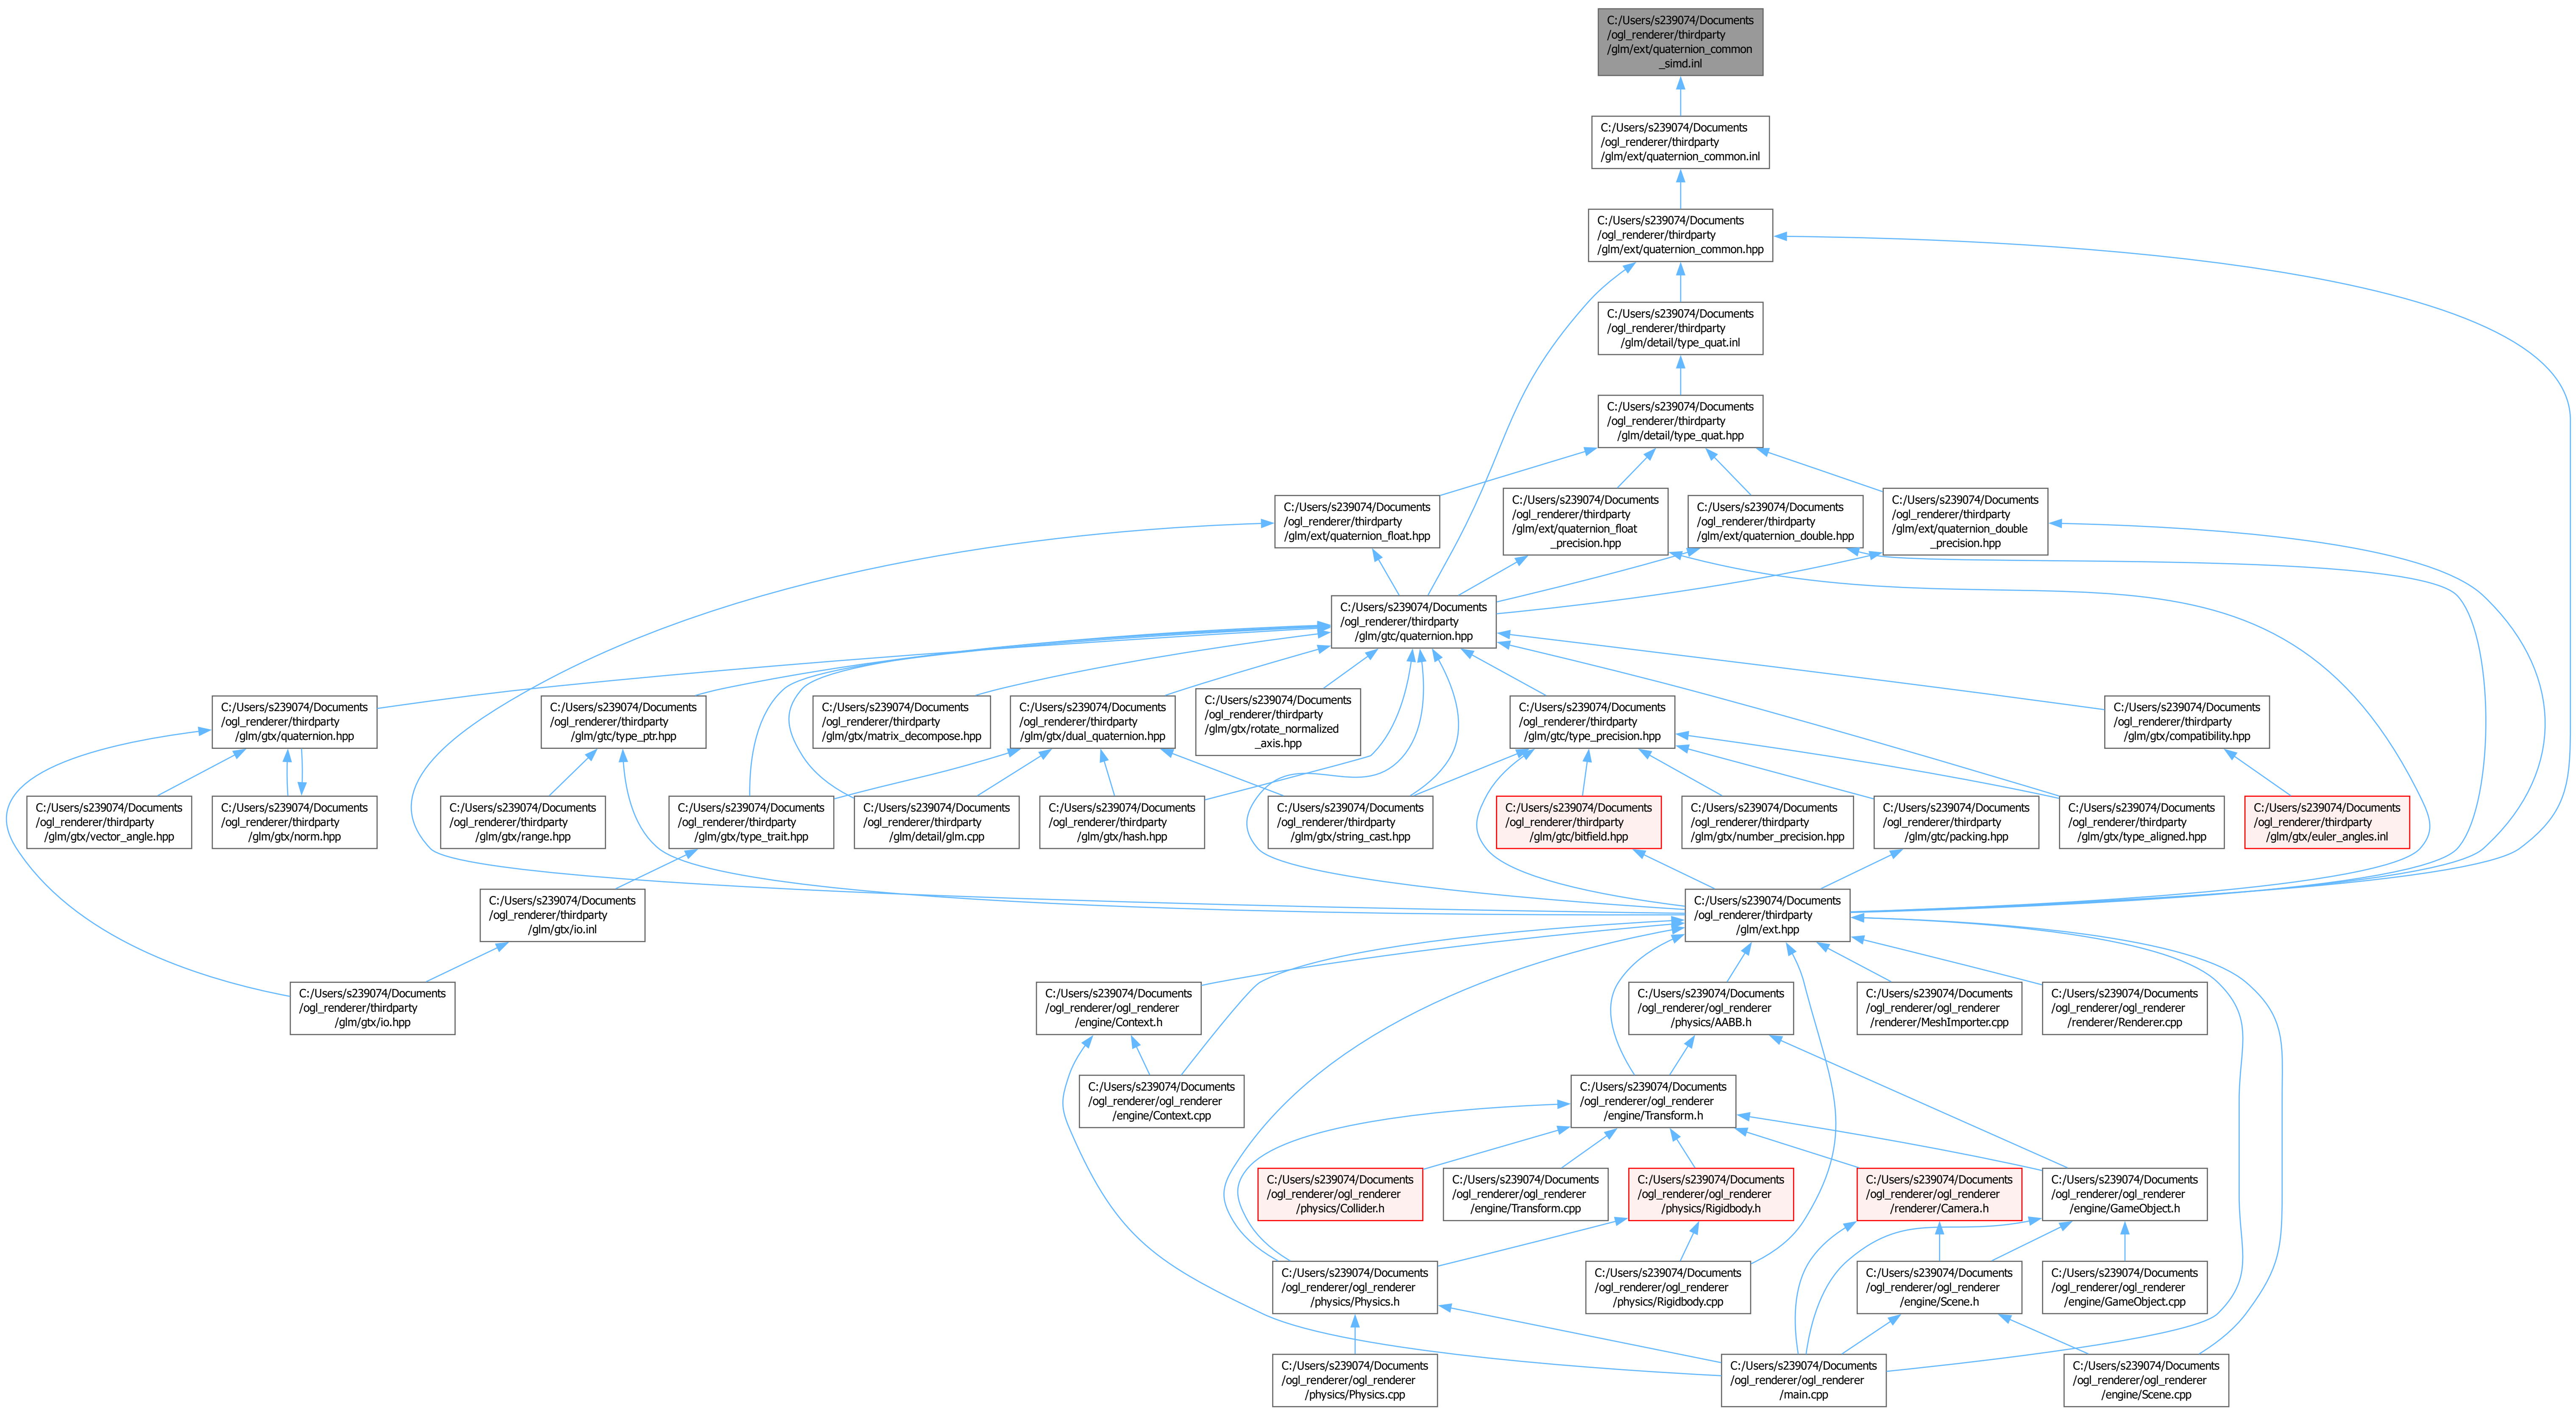 C:/Users/s239074/Documents
/ogl_renderer/thirdparty
/glm/ext/quaternion_common
_simd.inl
C:/Users/s239074/Documents
/ogl_renderer/thirdparty
/glm/ext/quaternion_common.inl
C:/Users/s239074/Documents
/ogl_renderer/thirdparty
/glm/ext/quaternion_common.hpp
C:/Users/s239074/Documents
/ogl_renderer/thirdparty
/glm/detail/type_quat.inl
C:/Users/s239074/Documents
/ogl_renderer/thirdparty
/glm/detail/type_quat.hpp
C:/Users/s239074/Documents
/ogl_renderer/thirdparty
/glm/ext/quaternion_float.hpp
C:/Users/s239074/Documents
/ogl_renderer/thirdparty
/glm/ext/quaternion_float
_precision.hpp
C:/Users/s239074/Documents
/ogl_renderer/thirdparty
/glm/ext/quaternion_double.hpp
C:/Users/s239074/Documents
/ogl_renderer/thirdparty
/glm/ext/quaternion_double
_precision.hpp
C:/Users/s239074/Documents
/ogl_renderer/thirdparty
/glm/gtc/quaternion.hpp
C:/Users/s239074/Documents
/ogl_renderer/thirdparty
/glm/gtx/quaternion.hpp
C:/Users/s239074/Documents
/ogl_renderer/thirdparty
/glm/gtc/type_ptr.hpp
C:/Users/s239074/Documents
/ogl_renderer/thirdparty
/glm/gtx/matrix_decompose.hpp
C:/Users/s239074/Documents
/ogl_renderer/thirdparty
/glm/gtx/dual_quaternion.hpp
C:/Users/s239074/Documents
/ogl_renderer/thirdparty
/glm/gtx/rotate_normalized
_axis.hpp
C:/Users/s239074/Documents
/ogl_renderer/thirdparty
/glm/gtc/type_precision.hpp
C:/Users/s239074/Documents
/ogl_renderer/thirdparty
/glm/gtx/compatibility.hpp
C:/Users/s239074/Documents
/ogl_renderer/thirdparty
/glm/gtx/vector_angle.hpp
C:/Users/s239074/Documents
/ogl_renderer/thirdparty
/glm/gtx/norm.hpp
C:/Users/s239074/Documents
/ogl_renderer/thirdparty
/glm/gtx/range.hpp
C:/Users/s239074/Documents
/ogl_renderer/thirdparty
/glm/gtx/type_trait.hpp
C:/Users/s239074/Documents
/ogl_renderer/thirdparty
/glm/detail/glm.cpp
C:/Users/s239074/Documents
/ogl_renderer/thirdparty
/glm/gtx/hash.hpp
C:/Users/s239074/Documents
/ogl_renderer/thirdparty
/glm/gtx/string_cast.hpp
C:/Users/s239074/Documents
/ogl_renderer/thirdparty
/glm/gtc/bitfield.hpp
C:/Users/s239074/Documents
/ogl_renderer/thirdparty
/glm/gtx/number_precision.hpp
C:/Users/s239074/Documents
/ogl_renderer/thirdparty
/glm/gtc/packing.hpp
C:/Users/s239074/Documents
/ogl_renderer/thirdparty
/glm/gtx/type_aligned.hpp
C:/Users/s239074/Documents
/ogl_renderer/thirdparty
/glm/gtx/euler_angles.inl
C:/Users/s239074/Documents
/ogl_renderer/thirdparty
/glm/gtx/io.inl
C:/Users/s239074/Documents
/ogl_renderer/thirdparty
/glm/ext.hpp
C:/Users/s239074/Documents
/ogl_renderer/thirdparty
/glm/gtx/io.hpp
C:/Users/s239074/Documents
/ogl_renderer/ogl_renderer
/engine/Context.h
C:/Users/s239074/Documents
/ogl_renderer/ogl_renderer
/physics/AABB.h
C:/Users/s239074/Documents
/ogl_renderer/ogl_renderer
/renderer/MeshImporter.cpp
C:/Users/s239074/Documents
/ogl_renderer/ogl_renderer
/renderer/Renderer.cpp
C:/Users/s239074/Documents
/ogl_renderer/ogl_renderer
/engine/Context.cpp
C:/Users/s239074/Documents
/ogl_renderer/ogl_renderer
/engine/Transform.h
C:/Users/s239074/Documents
/ogl_renderer/ogl_renderer
/physics/Collider.h
C:/Users/s239074/Documents
/ogl_renderer/ogl_renderer
/engine/Transform.cpp
C:/Users/s239074/Documents
/ogl_renderer/ogl_renderer
/physics/Rigidbody.h
C:/Users/s239074/Documents
/ogl_renderer/ogl_renderer
/renderer/Camera.h
C:/Users/s239074/Documents
/ogl_renderer/ogl_renderer
/engine/GameObject.h
C:/Users/s239074/Documents
/ogl_renderer/ogl_renderer
/physics/Physics.h
C:/Users/s239074/Documents
/ogl_renderer/ogl_renderer
/physics/Rigidbody.cpp
C:/Users/s239074/Documents
/ogl_renderer/ogl_renderer
/engine/Scene.h
C:/Users/s239074/Documents
/ogl_renderer/ogl_renderer
/engine/GameObject.cpp
C:/Users/s239074/Documents
/ogl_renderer/ogl_renderer
/physics/Physics.cpp
C:/Users/s239074/Documents
/ogl_renderer/ogl_renderer
/main.cpp
C:/Users/s239074/Documents
/ogl_renderer/ogl_renderer
/engine/Scene.cpp